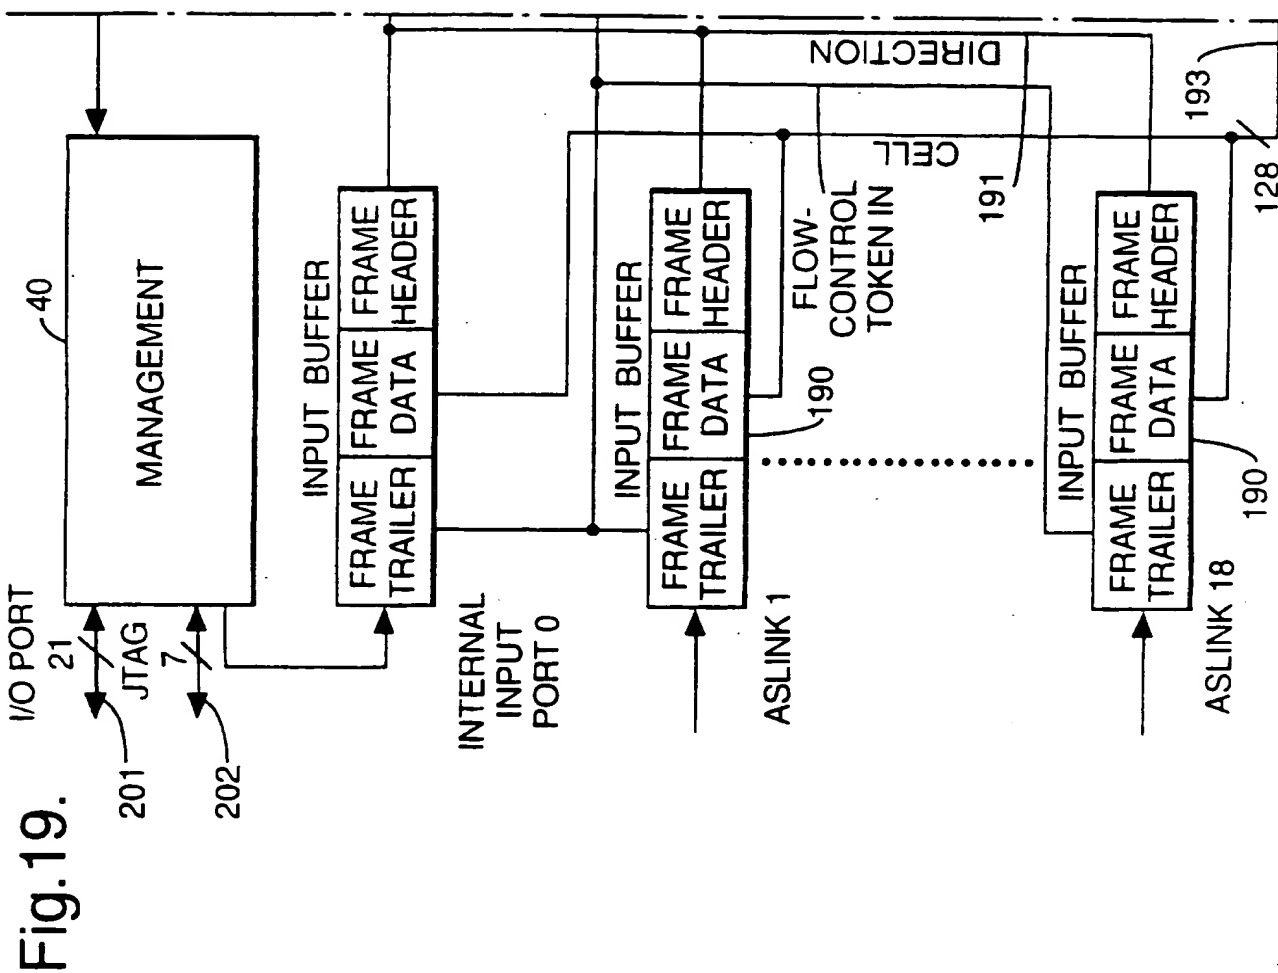 Fig.19.
I/O PORT
21
JTAG
7
201
202
40
MANAGEMENT
INPUT BUFFER
FRAME TRAILER
FRAME DATA
FRAME HEADER
INTERNAL
INPUT
PORT 0
INPUT BUFFER
FRAME TRAILER
FRAME DATA
FRAME HEADER
190
ASLINK 1
FLOW-
CONTROL
TOKEN IN
CELL
DIRECTION
191
INPUT BUFFER
FRAME TRAILER
FRAME DATA
FRAME HEADER
190
ASLINK 18
128
193